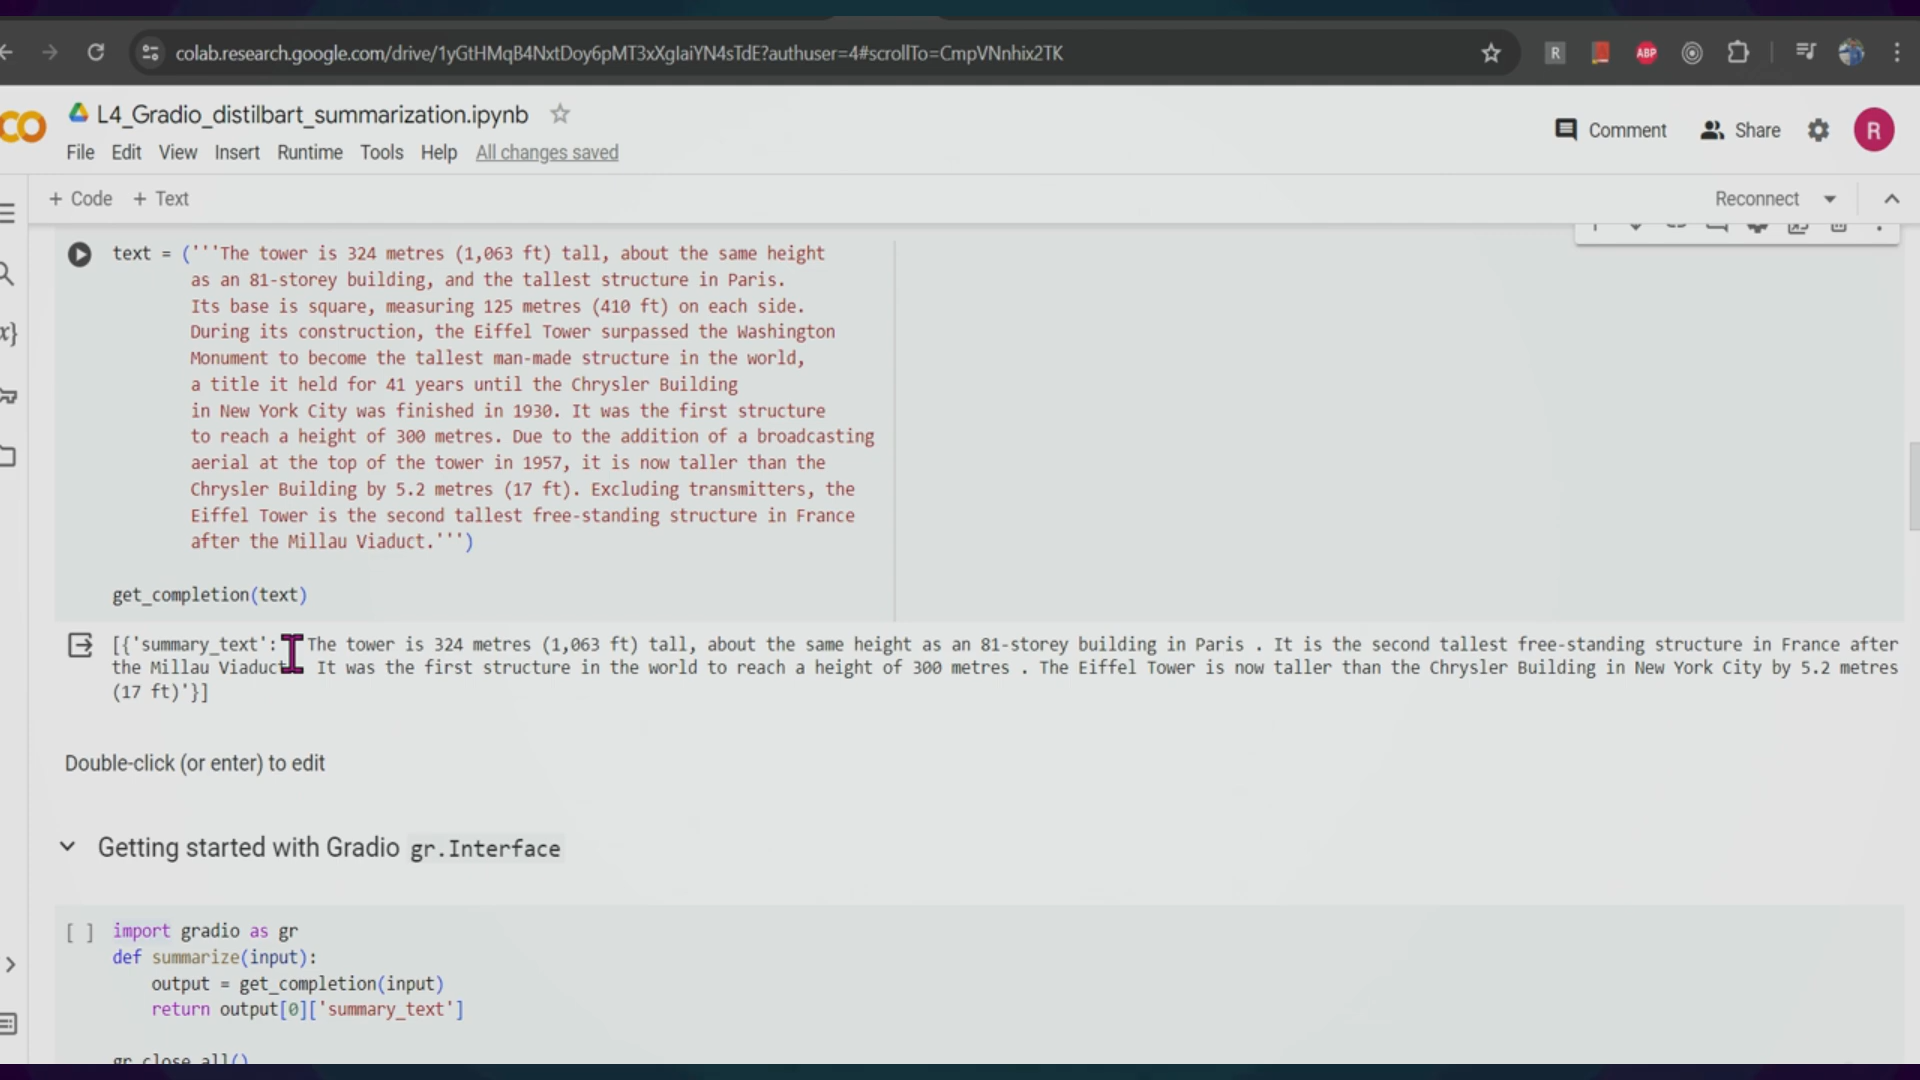 colab.research.google.com/drive/1yGtHMqB4NxtDoy6pMT3xXgIaiYN4sTdE?authuser=4#scrollTo=CmpVNnhix2TK
R
ABP
CO
L4_Gradio_distilbart_summarization.ipynb
Comment
Share
R
File Edit View Insert Runtime Tools Help All changes saved
+ Code + Text
Reconnect
text = ('''The tower is 324 metres (1,063 ft) tall, about the same height
as an 81-storey building, and the tallest structure in Paris.
Its base is square, measuring 125 metres (410 ft) on each side.
During its construction, the Eiffel Tower surpassed the Washington
Monument to become the tallest man-made structure in the world,
a title it held for 41 years until the Chrysler Building
in New York City was finished in 1930. It was the first structure
to reach a height of 300 metres. Due to the addition of a broadcasting
aerial at the top of the tower in 1957, it is now taller than the
Chrysler Building by 5.2 metres (17 ft). Excluding transmitters, the
Eiffel Tower is the second tallest free-standing structure in France
after the Millau Viaduct.''')
get_completion(text)
[{'summary_text': The tower is 324 metres (1,063 ft) tall, about the same height as an 81-storey building in Paris . It is the second tallest free-standing structure in France after
the Millau Viaduct It was the first structure in the world to reach a height of 300 metres . The Eiffel Tower is now taller than the Chrysler Building in New York City by 5.2 metres
(17 ft)'}]
Double-click (or enter) to edit
Getting started with Gradio gr.Interface
[ ] import gradio as gr
def summarize(input):
output = get_completion(input)
return output[0]['summary_text']
gr.close_all()